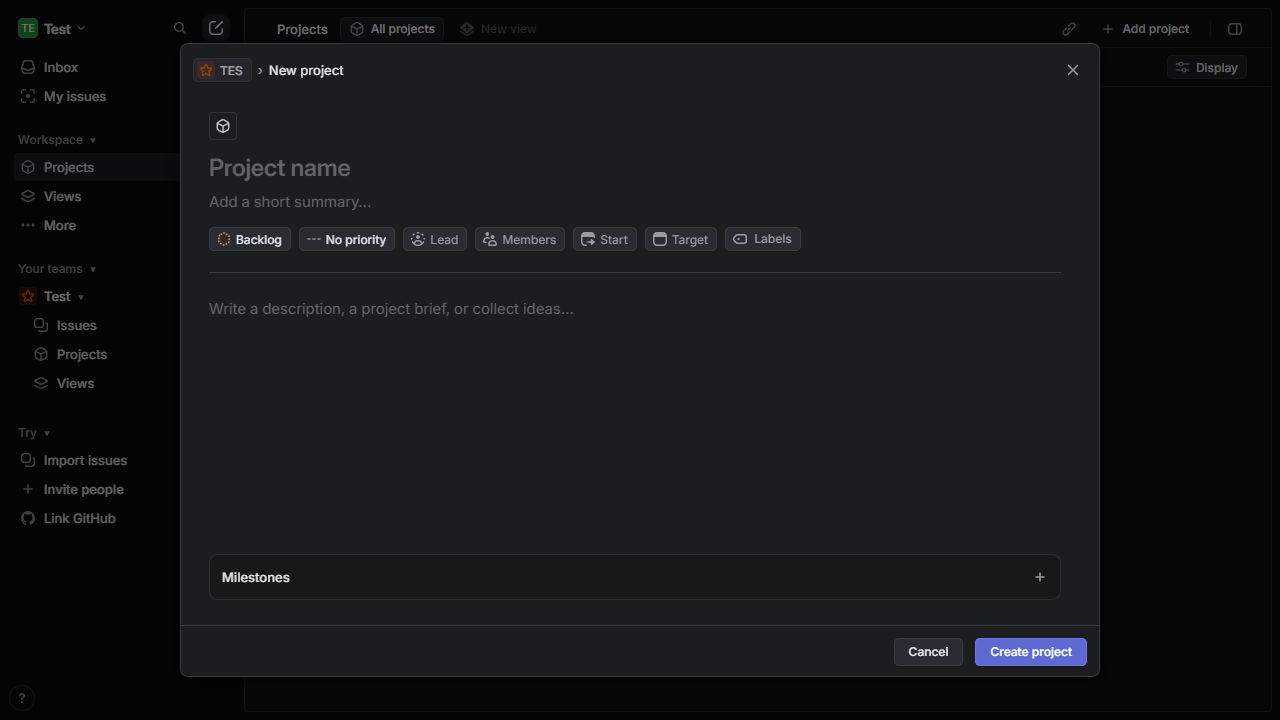 TE Test
Projects
All projects
New view
Add project
Inbox
My issues
Display
TES › New project
Workspace
Projects
Views
More
Project name
Add a short summary...
Backlog
No priority
Lead
Members
Start
Target
Labels
Your teams
Test
Issues
Projects
Views
Write a description, a project brief, or collect ideas...
Try
Import issues
Invite people
Link GitHub
Milestones
Cancel
Create project
?